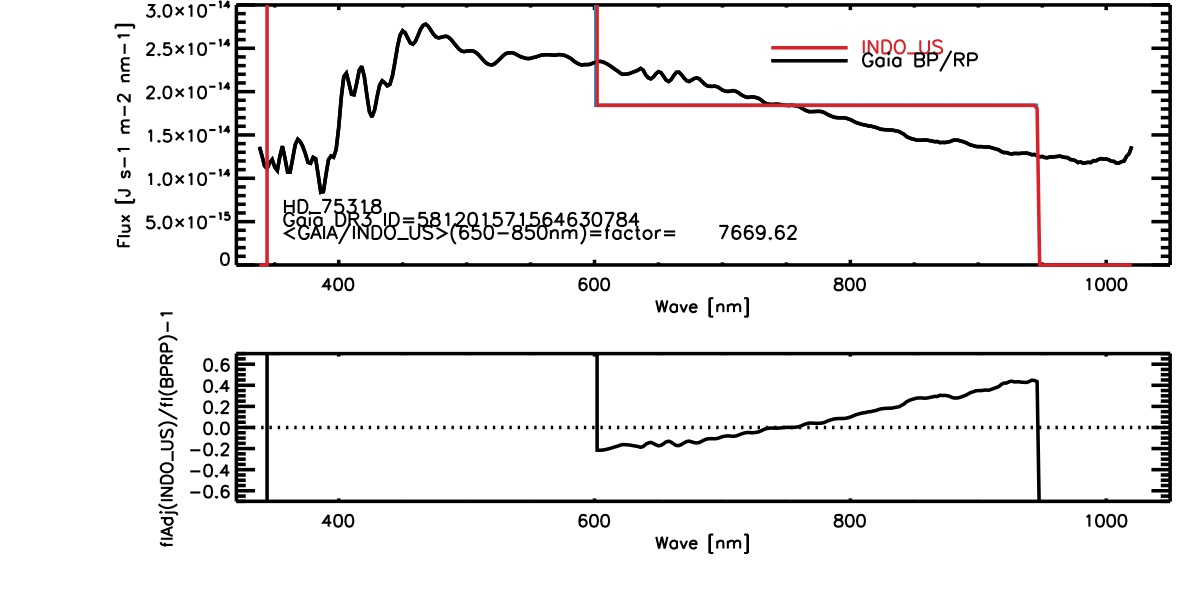 3.0×10−14
2.5×10−14
2.0×10−14
1.5×10−14
1.0×10−14
5.0×10−15
0
Flux [J s−1 m−2 nm−1]
INDO_US
Gaia BP/RP
HD_75318
Gaia DR3 ID=581201571564630784
<GAIA/INDO_US>(650−850nm)=factor= 7669.62
400 600 800 1000
Wave [nm]
flAdj(INDO_US)/fl(BPRP)−1
0.6
0.4
0.2
0.0
−0.2
−0.4
−0.6
400 600 800 1000
Wave [nm]